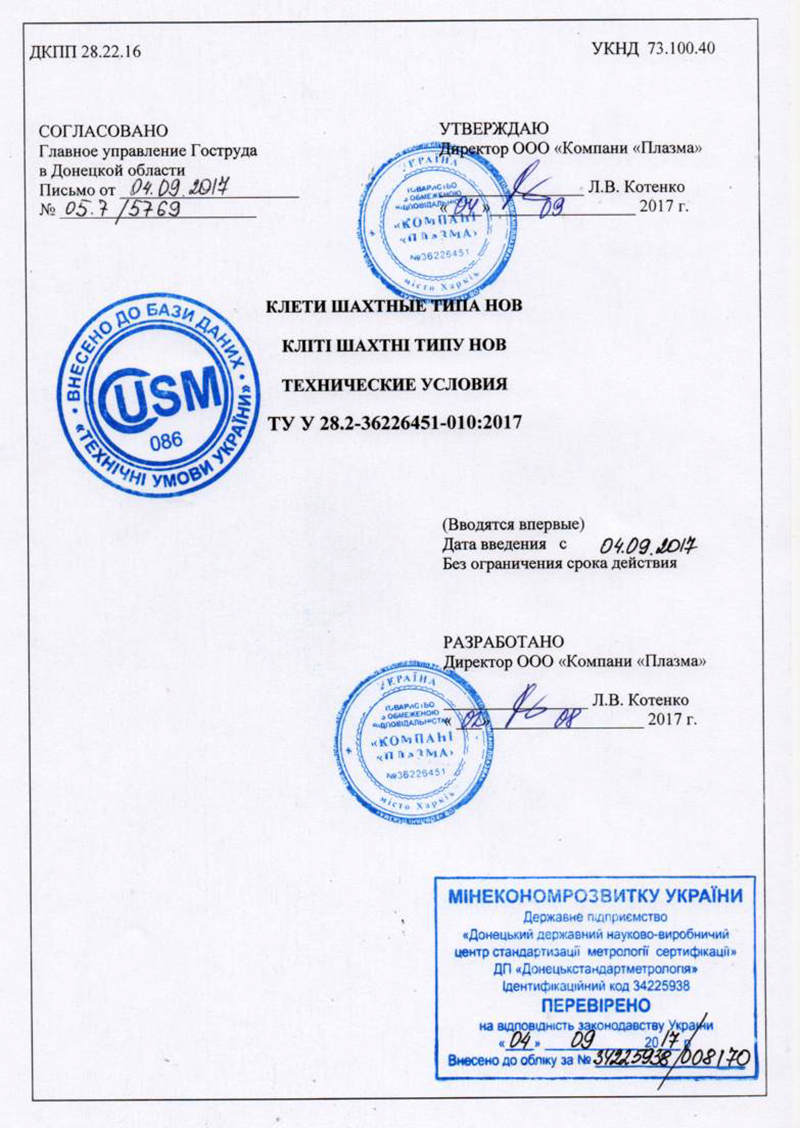 ДКПП 28.22.16
УКНД 73.100.40
СОГЛАСОВАНО
Главное управление Гоструда
в Донецкой области
Письмо от 04.09.2017
№ 05.7/5769
УТВЕРЖДАЮ
Директор ООО «Компани «Плазма»
Л.В. Котенко
«04» 09 2017 г.
УКРАЇНА
ТОВАРИСТВО
З ОБМЕЖЕНОЮ
ВІДПОВІДАЛЬНІСТЮ
«КОМПАНІ
«ПЛАЗМА»
№36226451
місто Харків
КЛЕТИ ШАХТНЫЕ ТИПА НОВ
КЛІТІ ШАХТНІ ТИПУ НОВ
ТЕХНИЧЕСКИЕ УСЛОВИЯ
ТУ У 28.2-36226451-010:2017
• ВНЕСЕНО ДО БАЗИ ДАНИХ •
USM
086
«ТЕХНІЧНІ УМОВИ УКРАЇНИ»
(Вводятся впервые)
Дата введения с 04.09.2017
Без ограничения срока действия
РАЗРАБОТАНО
Директор ООО «Компани «Плазма»
Л.В. Котенко
«02» 08 2017 г.
УКРАЇНА
ТОВАРИСТВО
З ОБМЕЖЕНОЮ
ВІДПОВІДАЛЬНІСТЮ
«КОМПАНІ
«ПЛАЗМА»
№36226451
місто Харків
МІНЕКОНОМРОЗВИТКУ УКРАЇНИ
Державне підприємство
«Донецький державний науково-виробничий
центр стандартизації метрології сертифікації»
ДП «Донецькстандартметрологія»
Ідентифікаційний код 34225938
ПЕРЕВІРЕНО
на відповідність законодавству України
«04» 09 2017 р
Внесено до обліку за № 34225938/008170